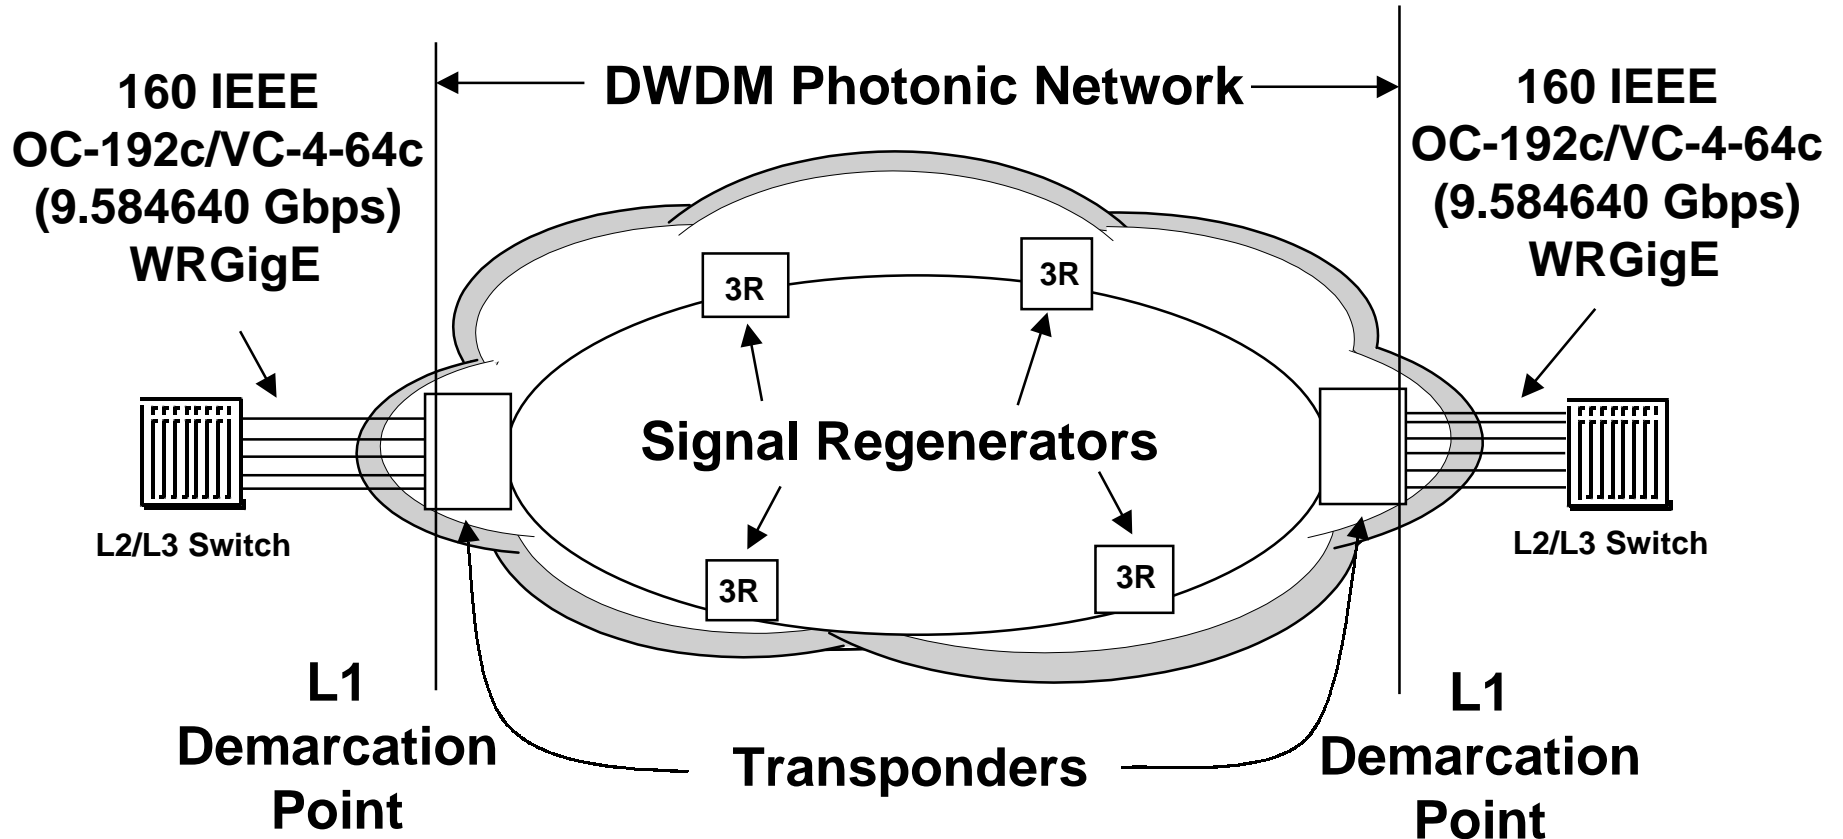 DWDM Photonic Network
160 IEEE
OC-192c/VC-4-64c
(9.584640 Gbps)
WRGigE
160 IEEE
OC-192c/VC-4-64c
(9.584640 Gbps)
WRGigE
3R
3R
Signal Regenerators
L2/L3 Switch
L2/L3 Switch
3R
3R
L1
Demarcation
Point
Transponders
L1
Demarcation
Point